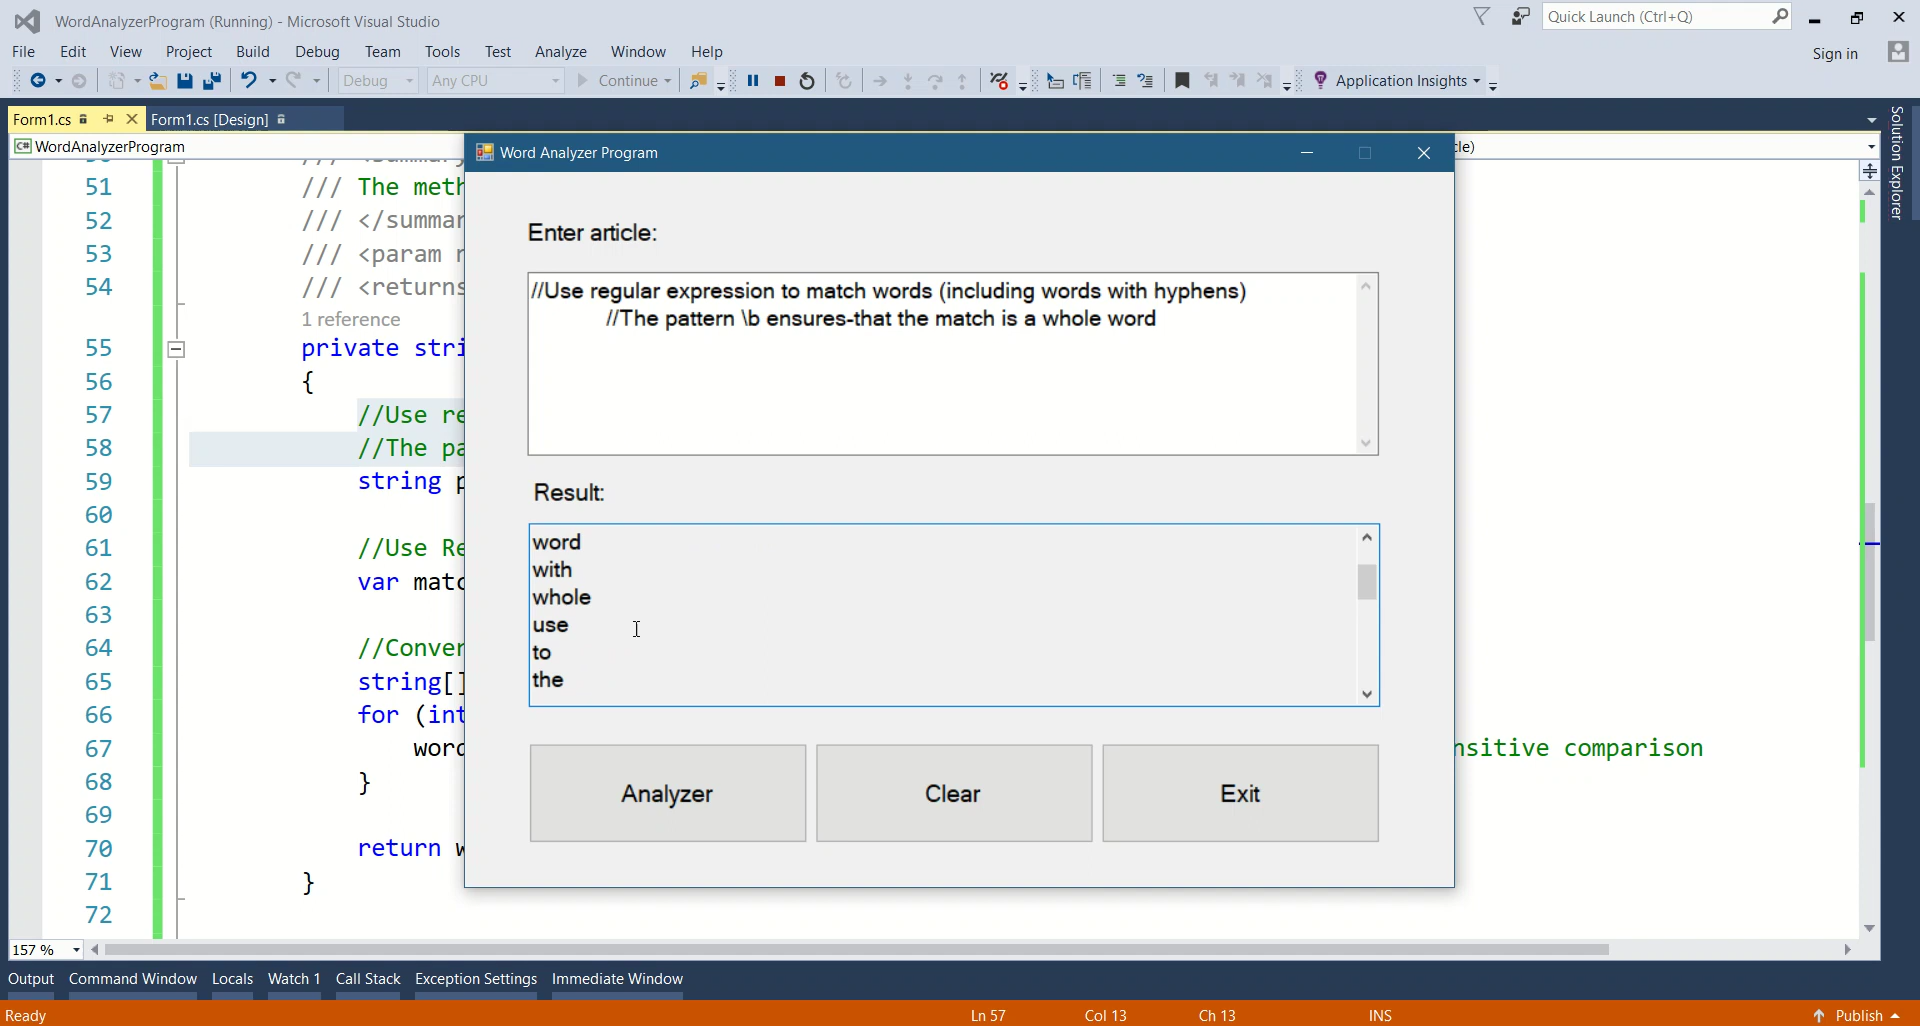 WordAnalyzerProgram (Running) - Microsoft Visual Studio
Quick Launch (Ctrl+Q)
File Edit View Project Build Debug Team Tools Test Analyze Window Help
Sign in
Debug Any CPU Continue Application Insights
Form1.cs Form1.cs [Design]
Solution Explorer
C# WordAnalyzerProgram
cle)
Word Analyzer Program
51 /// The meth
52 /// </summar
53 /// <param
54 /// <returns
1 reference
55 private stri
56 {
57 //Use re
58 //The pa
59 string p
60
61 //Use Re
62 var matc
63
64 //Conver
65 string[]
66 for (int
67 word
nsitive comparison
68 }
69
70 return w
71 }
72
Enter article:
//Use regular expression to match words (including words with hyphens)
//The pattern \b ensures-that the match is a whole word
Result:
word
with
whole
use
to
the
Analyzer Clear Exit
157 %
Output Command Window Locals Watch 1 Call Stack Exception Settings Immediate Window
Ready Ln 57 Col 13 Ch 13 INS Publish